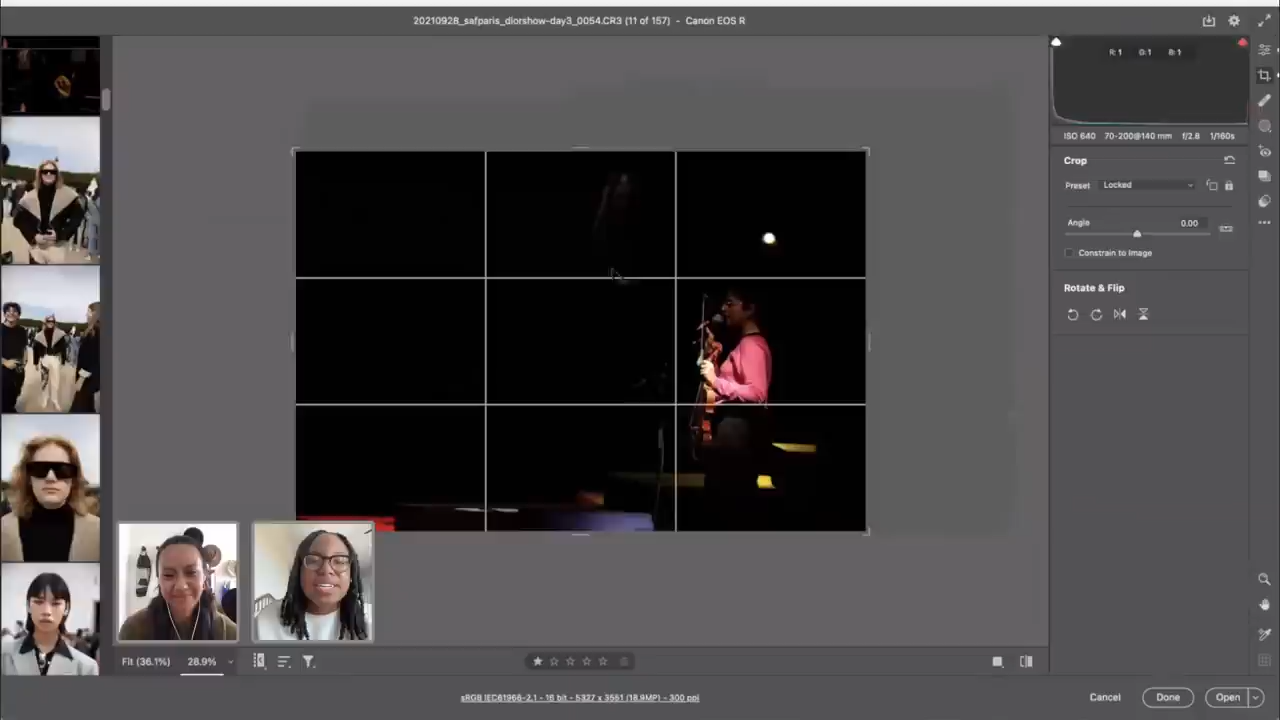 20210928_safparis_diorshow-day3_0054.CR3 (11 of 157) - Canon EOS R
R: 1 G: 1 B: 1
ISO 640 70-200@140 mm f/2.8 1/160s
Crop
Preset Locked
Angle 0.00
Constrain to Image
Rotate & Flip
Fit (36.1%) 28.9%
sRGB IEC61966-2.1 - 16 bit - 5327 x 3551 (18.9MP) - 300 ppi
Cancel Done Open